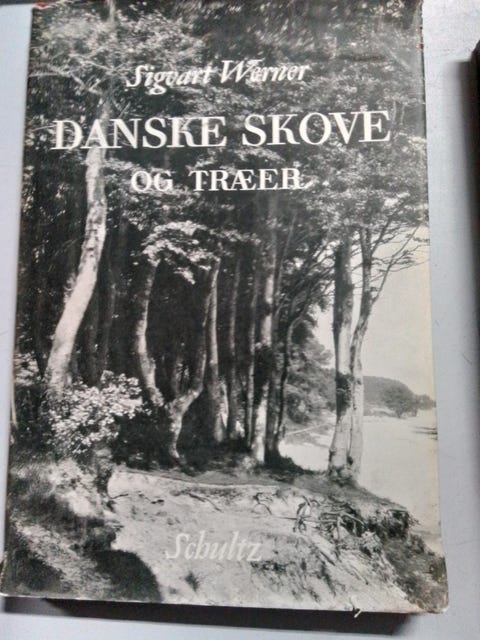 Sigvart Werner
DANSKE SKOVE
OG TRÆER
Schultz